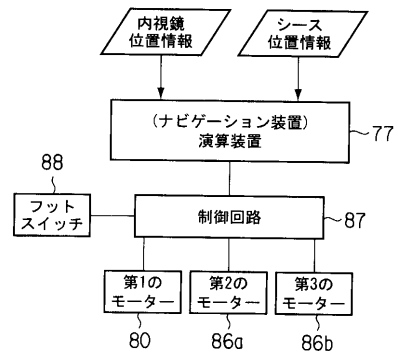 内視鏡
位置情報
シース
位置情報
(ナビゲーション装置)
演算装置
77
88
フット
スイッチ
制御回路
87
第1の
モーター
第2の
モーター
第3の
モーター
80
86a
86b